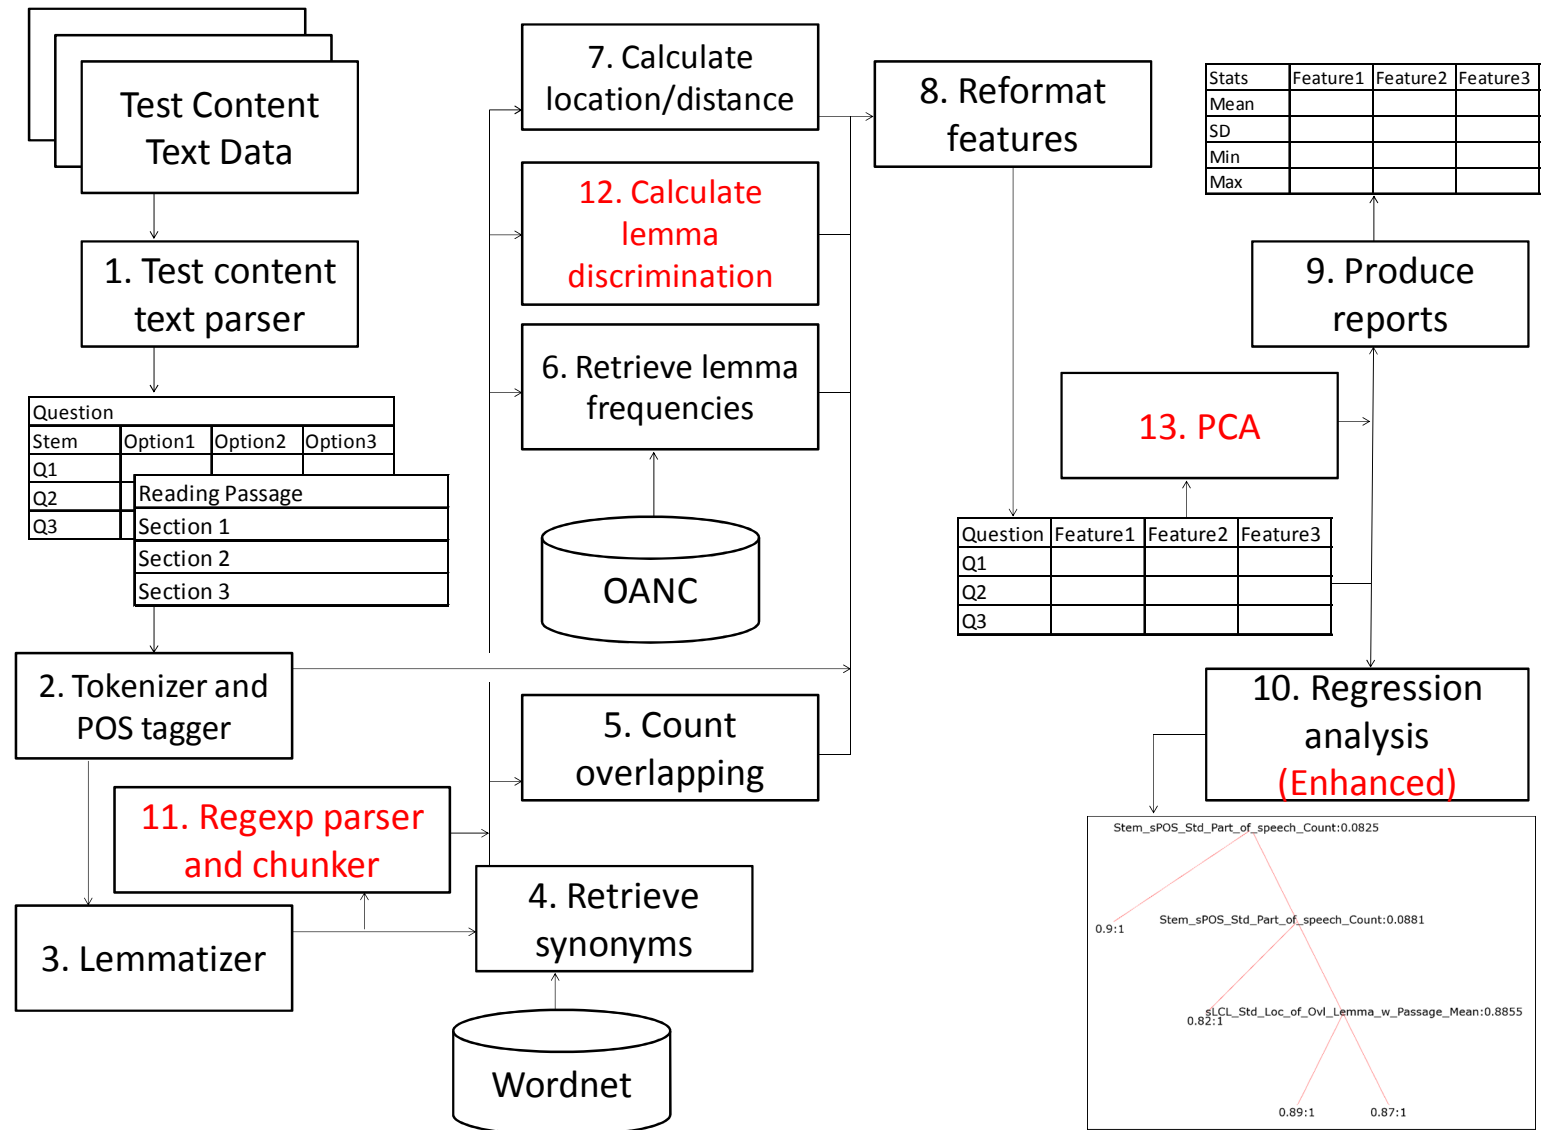 Test Content
Text Data
1. Test content
text parser
Question
Stem Option1 Option2 Option3
Q1
Q2
Q3
Reading Passage
Section 1
Section 2
Section 3
2. Tokenizer and
POS tagger
3. Lemmatizer
11. Regexp parser
and chunker
4. Retrieve
synonyms
Wordnet
5. Count
overlapping
OANC
6. Retrieve lemma
frequencies
12. Calculate
lemma
discrimination
7. Calculate
location/distance
8. Reformat
features
Question Feature1 Feature2 Feature3
Q1
Q2
Q3
13. PCA
9. Produce
reports
Stats Feature1 Feature2 Feature3
Mean
SD
Min
Max
10. Regression
analysis
(Enhanced)
Stem_sPOS_Std_Part_of_speech_Count:0.0825
0.9:1
Stem_sPOS_Std_Part_of_speech_Count:0.0881
0.82:1
sLCL_Std_Loc_of_Ovl_Lemma_w_Passage_Mean:0.8855
0.89:1
0.87:1